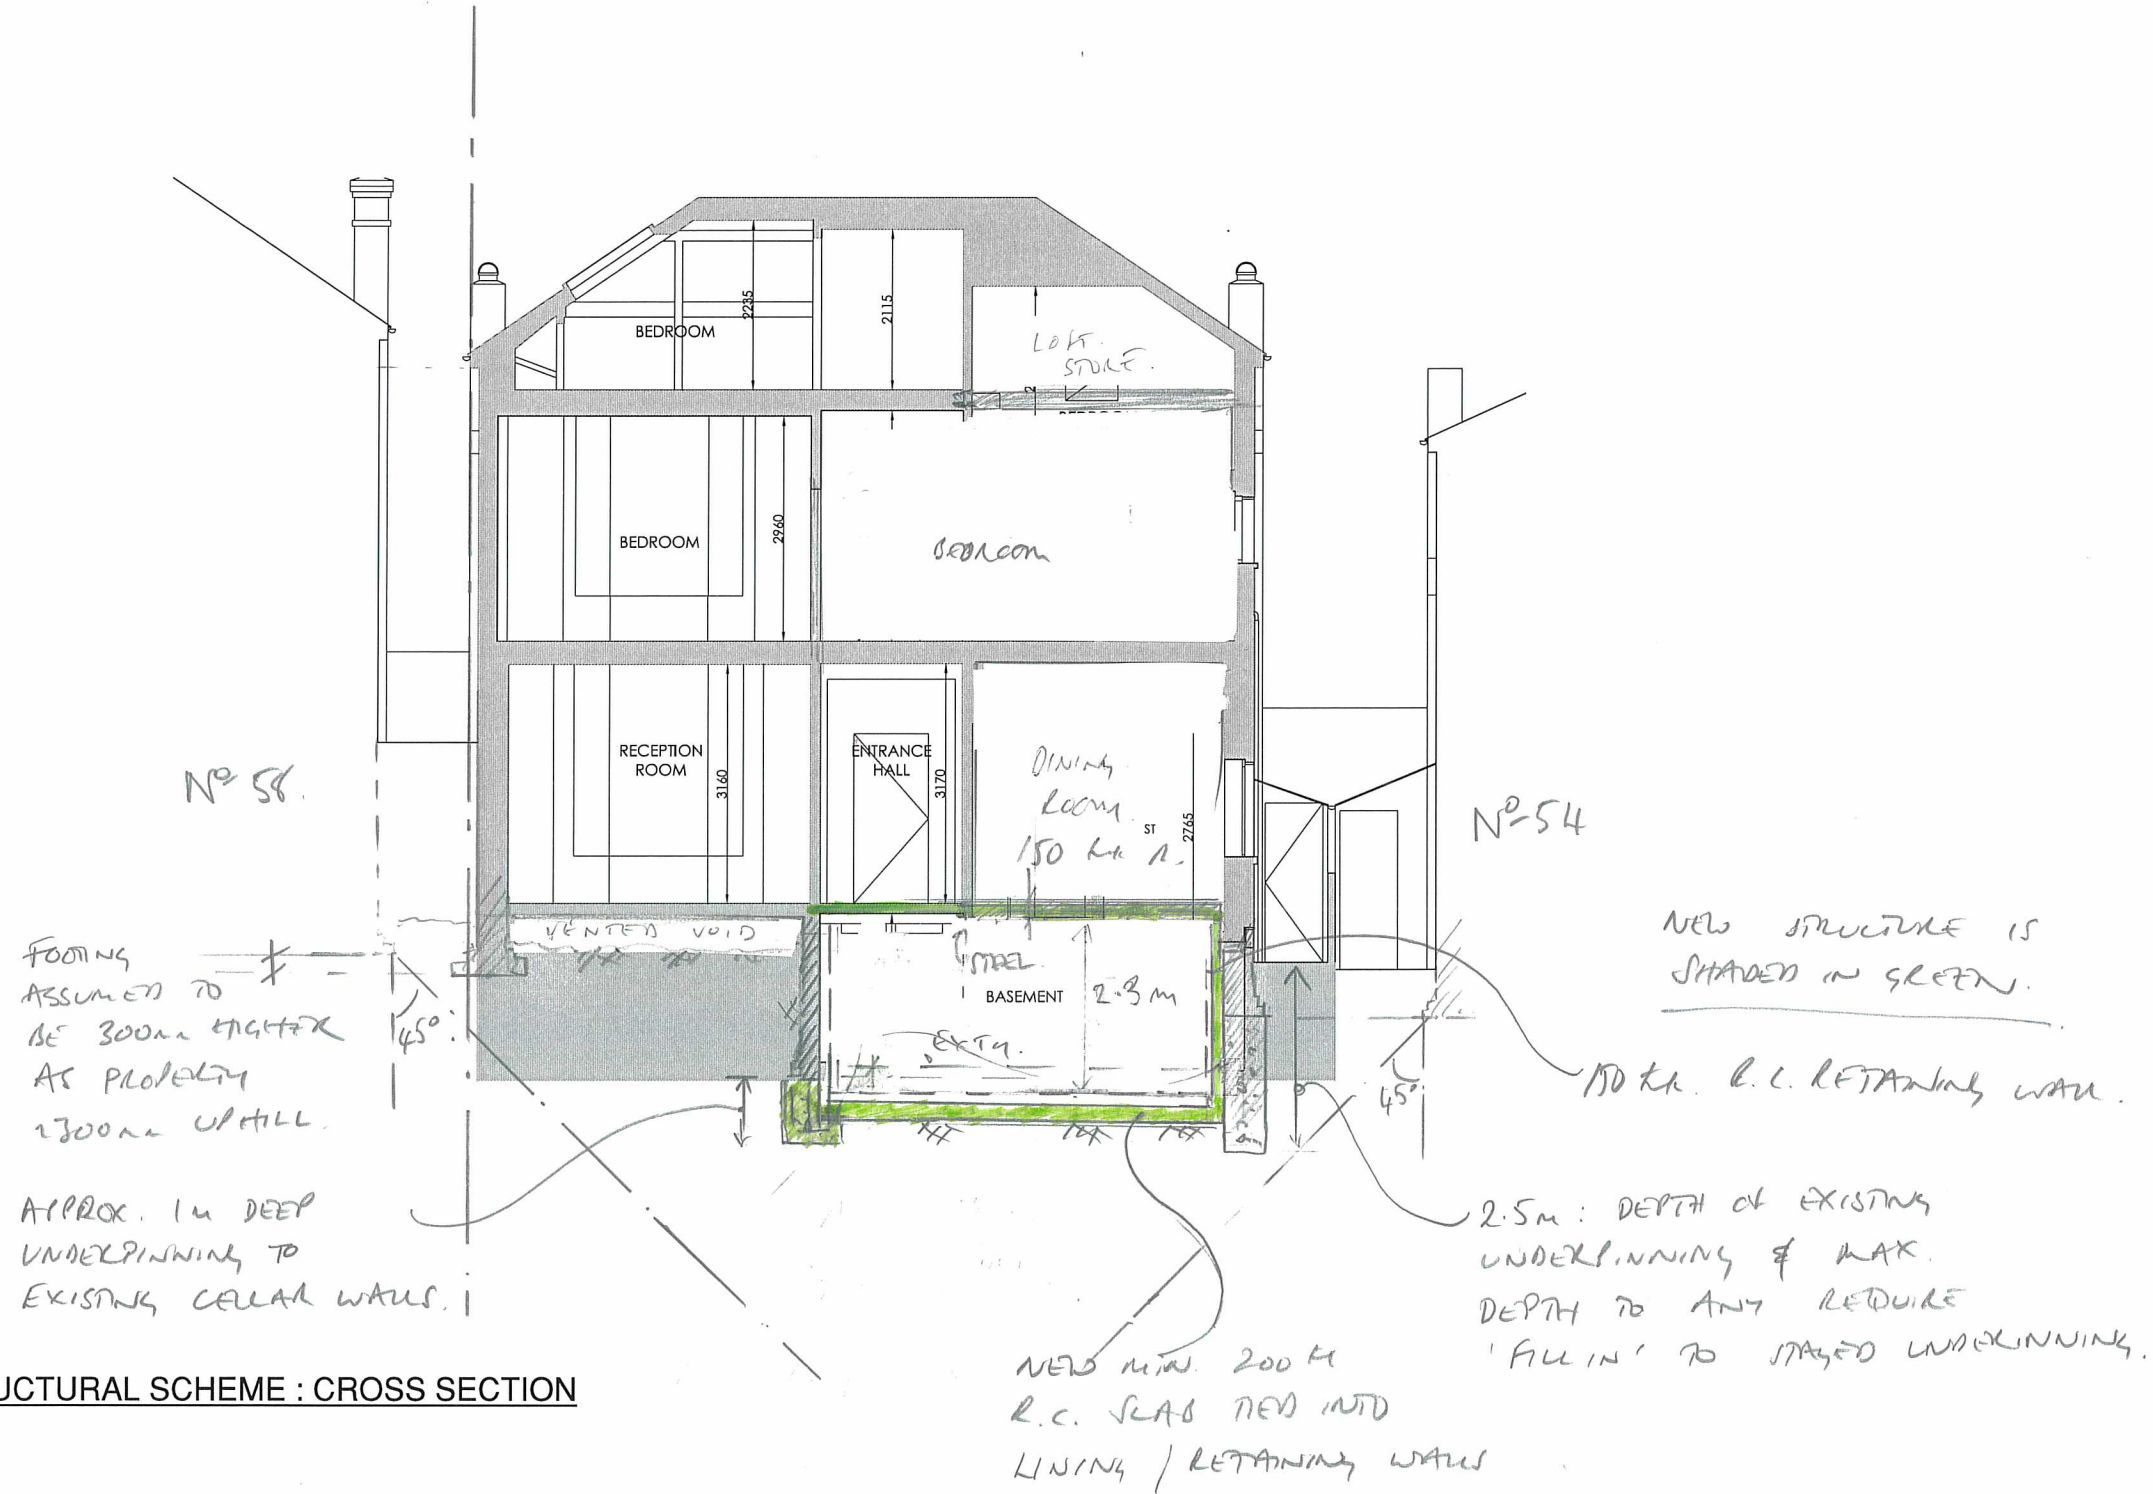 BEDROOM
2235
2115
LOFT
STORE.
BEDROOM
2960
BEDROOM
RECEPTION
ROOM
3160
ENTRANCE
HALL
3170
DINING
ROOM
ST
2765
150
Nº 58.
Nº 54
VENTED VOID
STEEL
BASEMENT
2.3 m
EXTG.
45°
45°
FOOTING
ASSUMED TO
BE 300mm HIGHER
AS PROPERTY
~300mm UPHILL.
APPROX. 1m DEEP
UNDERPINNING TO
EXISTING CELLAR WALLS.
NEW STRUCTURE IS
SHADED IN GREEN.
150 R.C. RETAINING WALL.
2.5m : DEPTH OF EXISTING
UNDERPINNING & MAX.
DEPTH TO ANY REQUIRE
'FILL IN' TO STAGED UNDERINNING.
NEW MIN. 200
R.C. SLAB TIED INTO
LINING / RETAINING WALLS
UCTURAL SCHEME : CROSS SECTION